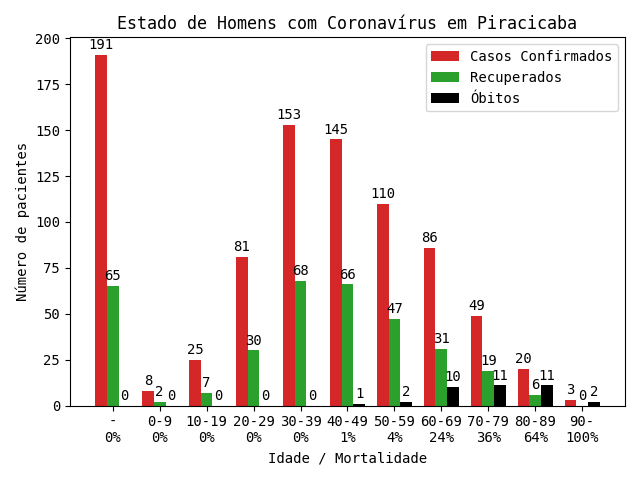 Estado de Homens com Coronavírus em Piracicaba
Casos Confirmados
Recuperados
Óbitos
Número de pacientes
200
175
150
125
100
75
50
25
0
191 65 0
8 2 0
25 7 0
81 30 0
153 68 0
145 66 1
110 47 2
86 31 10
49 19 11
20 6 11
3 0 2
- 0-9 10-19 20-29 30-39 40-49 50-59 60-69 70-79 80-89 90-
0% 0% 0% 0% 0% 1% 4% 24% 36% 64% 100%
Idade / Mortalidade